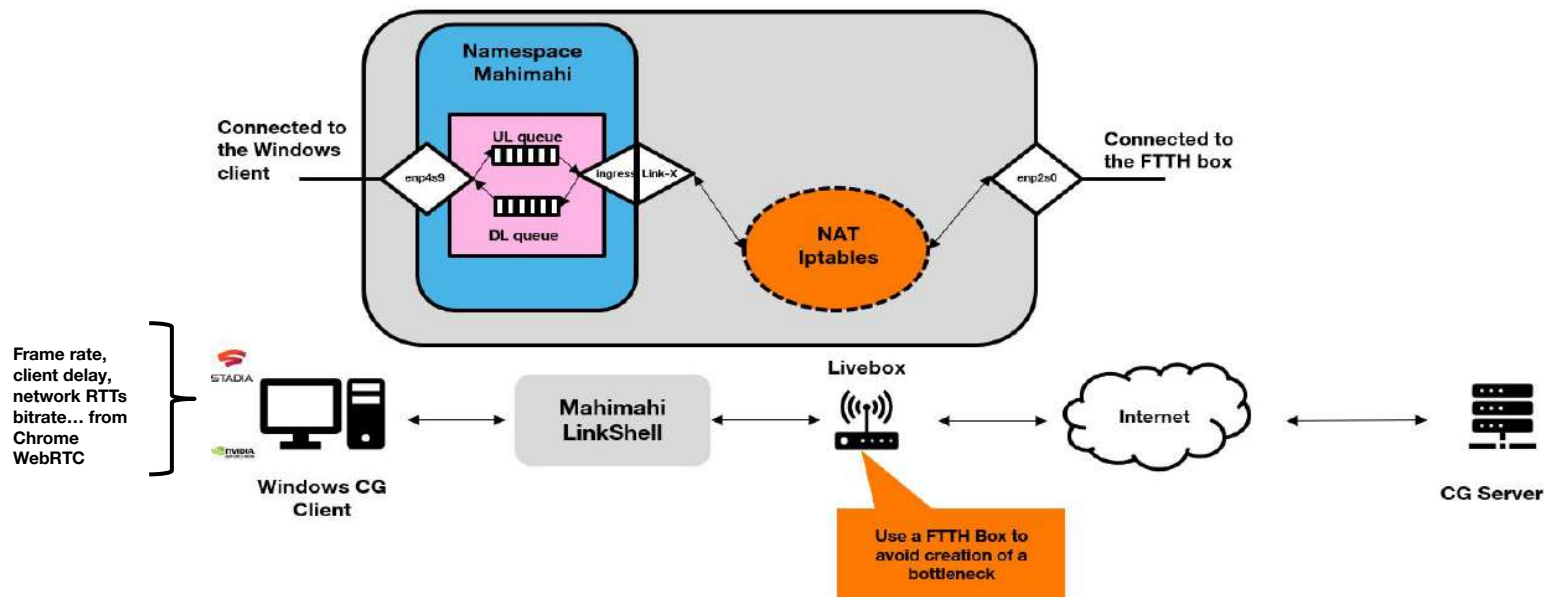 Namespace
Mahimahi
Connected to
the Windows
client
UL queue
enp4s9
ingress
Link-X
DL queue
NAT
Iptables
enp2s0
Connected to
the FTTH box
Frame rate,
client delay,
network RTTs
bitrate... from
Chrome
WebRTC
STADIA
NVIDIA
Windows CG
Client
Mahimahi
LinkShell
Livebox
Internet
CG Server
Use a FTTH Box to
avoid creation of a
bottleneck